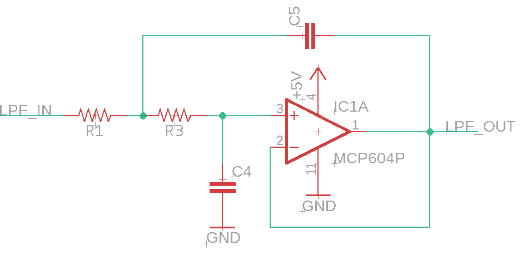 C5
+5V
LPF_IN
R1
R3
3
4
IC1A
1
LPF_OUT
2
MCP604P
11
C4
GND
GND